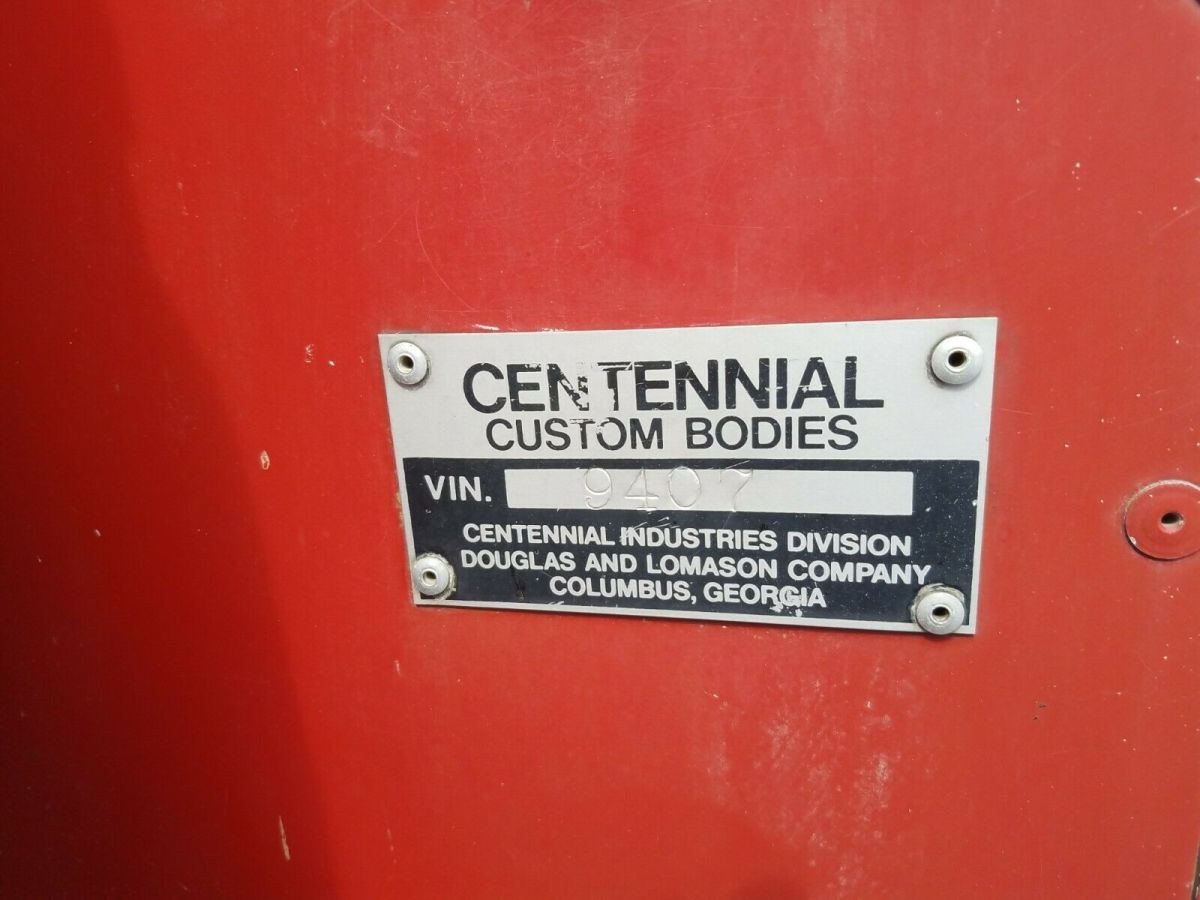 CENTENNIAL
CUSTOM BODIES
VIN. 9407
CENTENNIAL INDUSTRIES DIVISION
DOUGLAS AND LOMASON COMPANY
COLUMBUS, GEORGIA